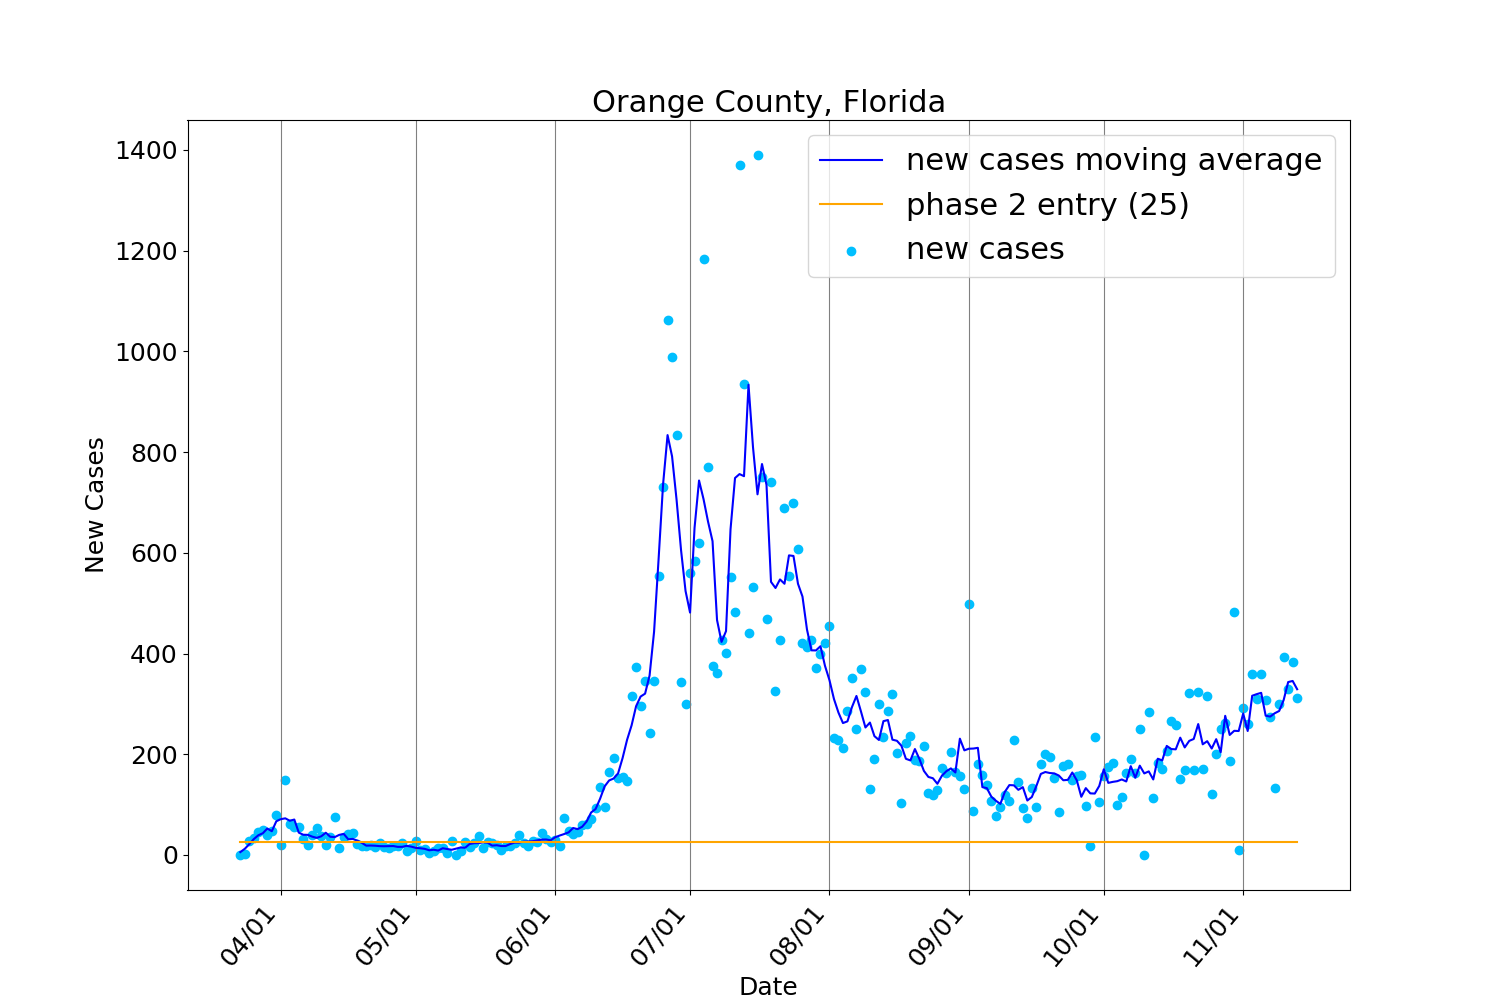 Orange County, Florida
new cases moving average
phase 2 entry (25)
new cases
1400
1200
1000
800
600
400
200
0
New Cases
04/01
05/01
06/01
07/01
08/01
09/01
10/01
11/01
Date